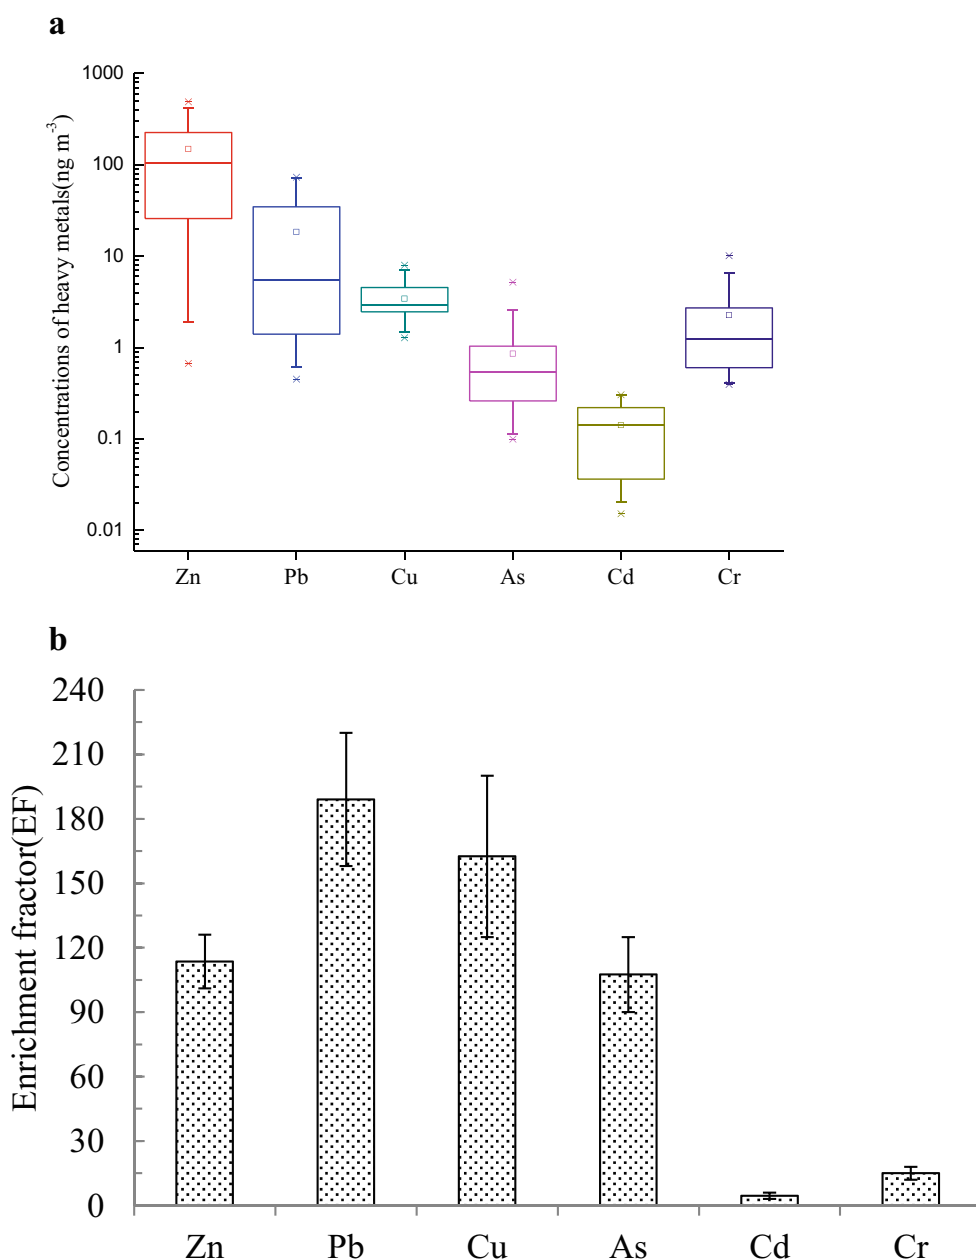 a
Concentrations of heavy metals(ng m⁻³)
1000
100
10
1
0.1
0.01
Zn Pb Cu As Cd Cr
b
Enrichment fractor(EF)
240
210
180
150
120
90
60
30
0
Zn Pb Cu As Cd Cr